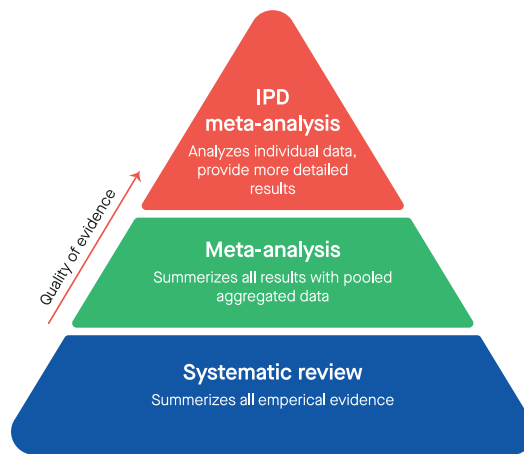 IPD
meta-analysis
Analyzes individual data,
provide more detailed
results
Quality of evidence
Meta-analysis
Summerizes all results with pooled
aggregated data
Systematic review
Summerizes all emperical evidence